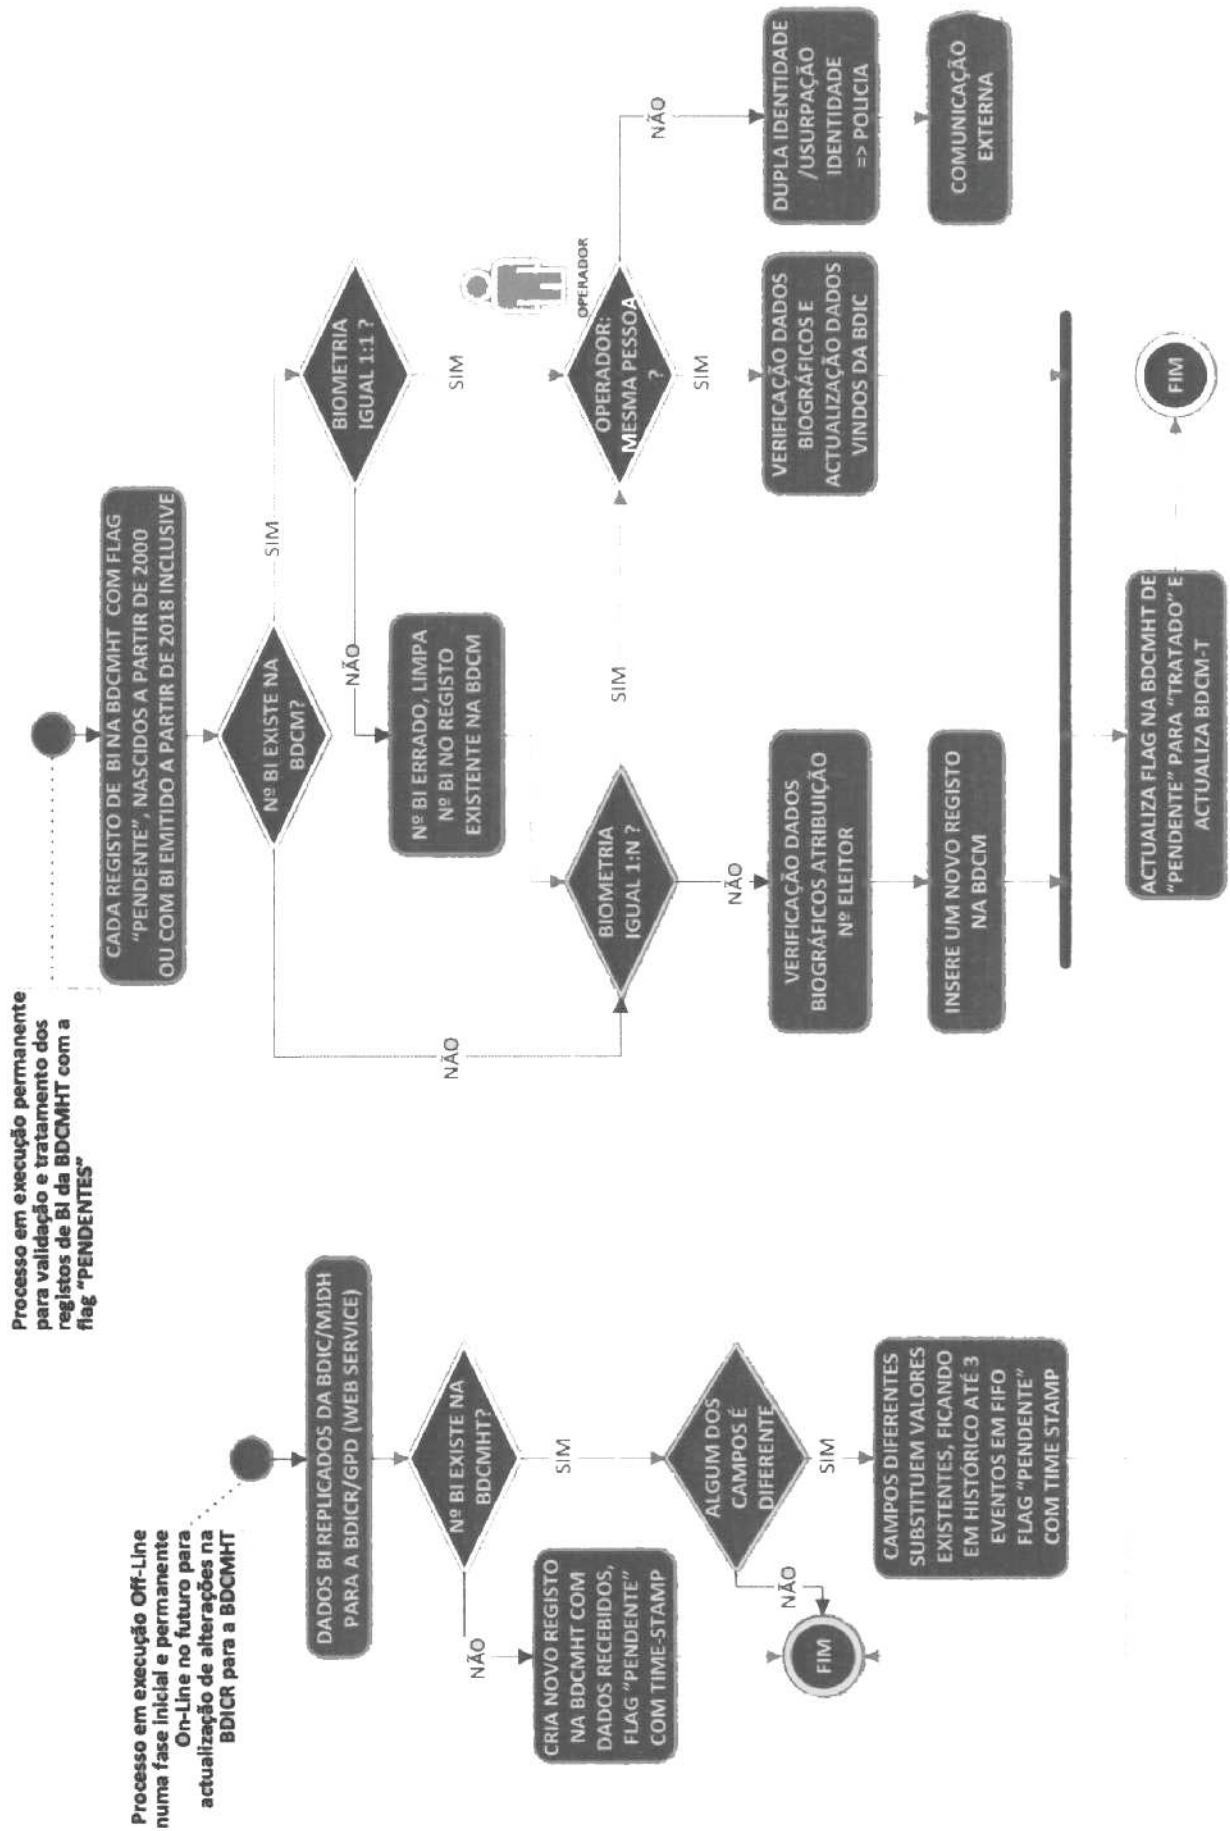 Processo em execução Off-Line
numa fase inicial e permanente
On-Line no futuro para
actualização de alterações na
BDICR para a BDCMHT
DADOS BI REPLICADOS DA BDIC/MJDH
PARA A BDICR/GPD (WEB SERVICE)
Nº BI EXISTE NA
BDCMHT?
NÃO
SIM
CRIA NOVO REGISTO
NA BDCMHT COM
DADOS RECEBIDOS,
FLAG "PENDENTE"
COM TIME-STAMP
ALGUM DOS
CAMPOS É
DIFERENTE
NÃO
SIM
FIM
CAMPOS DIFERENTES
SUBSTITUEM VALORES
EXISTENTES, FICANDO
EM HISTÓRICO ATÉ 3
EVENTOS EM FIFO
FLAG "PENDENTE"
COM TIME STAMP
Processo em execução permanente
para validação e tratamento dos
registos de BI da BDCMHT com a
flag "PENDENTES"
CADA REGISTO DE BI NA BDCMHT COM FLAG
"PENDENTE", NASCIDOS A PARTIR DE 2000
OU COM BI EMITIDO A PARTIR DE 2018 INCLUSIVE
Nº BI EXISTE NA
BDCM?
NÃO
SIM
BIOMETRIA
IGUAL 1:1 ?
NÃO
SIM
Nº BI ERRADO, LIMPA
Nº BI NO REGISTO
EXISTENTE NA BDCM
OPERADOR
BIOMETRIA
IGUAL 1:N ?
SIM
NÃO
OPERADOR:
MESMA PESSOA
?
NÃO
SIM
VERIFICAÇÃO DADOS
BIOGRÁFICOS ATRIBUIÇÃO
Nº ELEITOR
INSERE UM NOVO REGISTO
NA BDCM
VERIFICAÇÃO DADOS
BIOGRÁFICOS E
ACTUALIZAÇÃO DADOS
VINDOS DA BDIC
DUPLA IDENTIDADE
/USURPAÇÃO
IDENTIDADE
=> POLICIA
COMUNICAÇÃO
EXTERNA
ACTUALIZA FLAG NA BDCMHT DE
"PENDENTE" PARA "TRATADO" E
ACTUALIZA BDCM-T
FIM